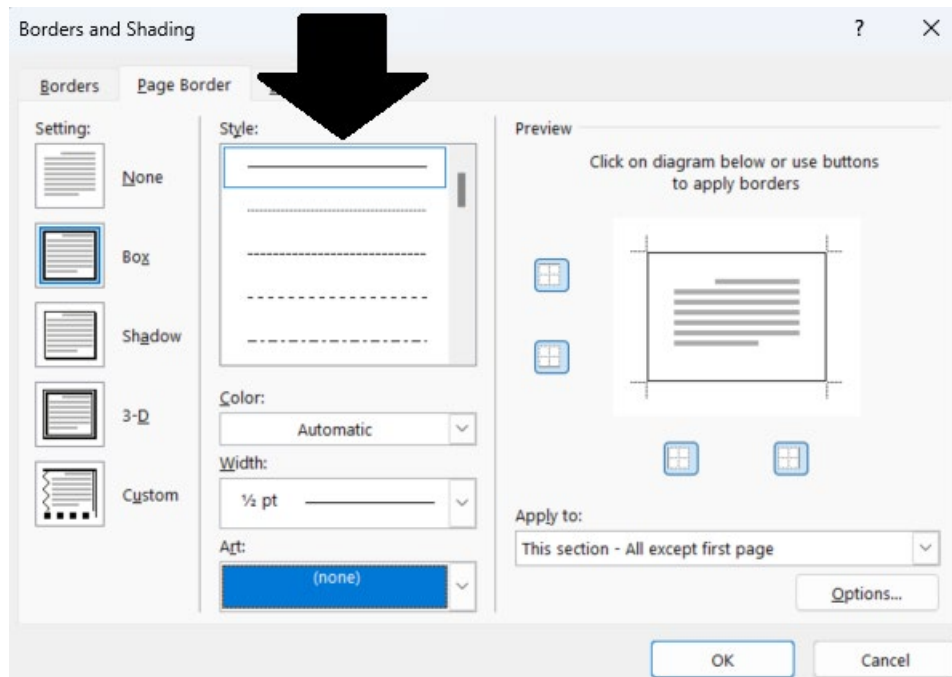 Borders and Shading
Borders
Page Border
Setting:
None
Box
Shadow
3-D
Custom
Style:
Color:
Automatic
Width:
½ pt
Art:
(none)
Preview
Click on diagram below or use buttons
to apply borders
Apply to:
This section - All except first page
Options...
OK
Cancel